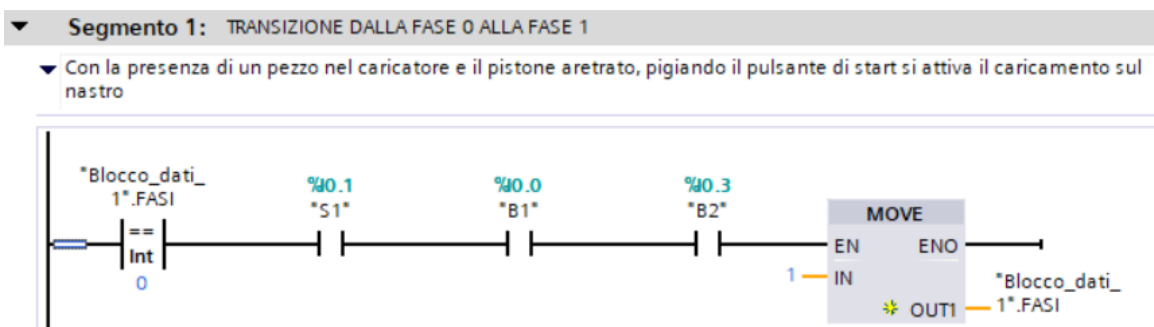 Segmento 1: TRANSIZIONE DALLA FASE 0 ALLA FASE 1
Con la presenza di un pezzo nel caricatore e il pistone aretrato, pigiando il pulsante di start si attiva il caricamento sul
nastro
"Blocco_dati_
1".FASI
==
Int
0
%I0.1
"S1"
%I0.0
"B1"
%I0.3
"B2"
MOVE
EN ENO
1 IN
OUT1
"Blocco_dati_
1".FASI